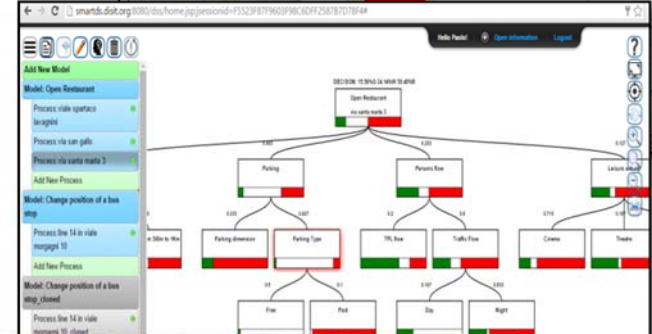 smartds.disit.org:8080/dss/home.jsp;jsessionid=F5523F87F9603F98C6DFF2587B7D7BF4#
Hello Paolo!
Open information
Logout
?
Add New Model
Model: Open Restaurant
Process: viale spartaco
lavagnini
Process: via san gallo
Process: via santa marta 3
Add New Process
Model: Change position of a bus
stop
Process: line 14 in viale
morgagni 10
Add New Process
Model: Change position of a bus
stop_cloned
Process: line 14 in viale
morgagni 10_cloned
Open Restaurant
via santa marta 3
Parking
Persons flow
Parking dimension
Parking Type
TPL flow
Traffic Flow
Cinema
Theatre
Free
Paid
Day
Night